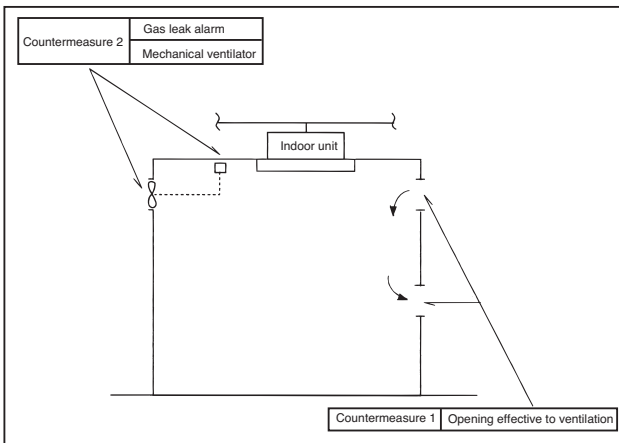 Countermeasure 2
Gas leak alarm
Mechanical ventilator
Indoor unit
Countermeasure 1
Opening effective to ventilation